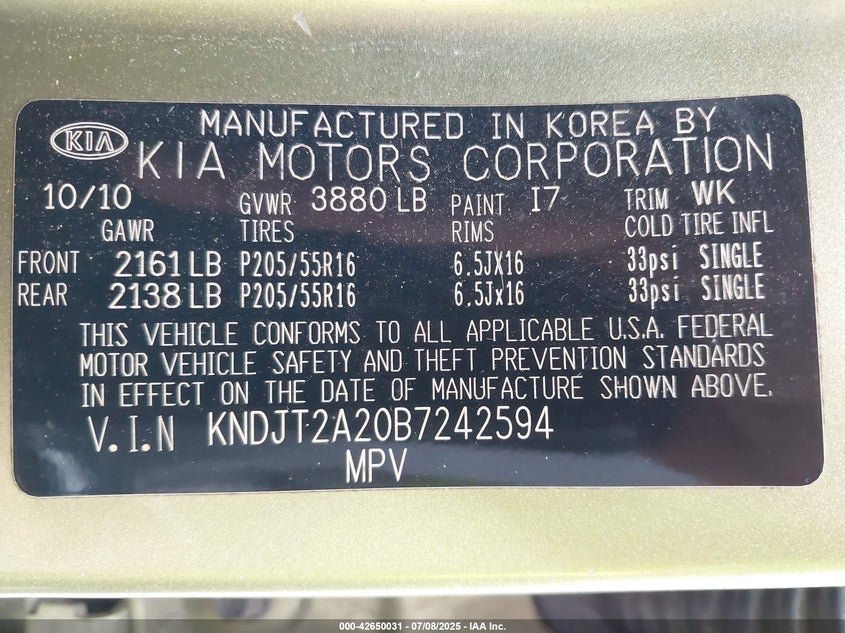 KIA
MANUFACTURED IN KOREA BY
KIA MOTORS CORPORATION
10/10 GVWR 3880 LB PAINT I7 TRIM WK
GAWR TIRES RIMS COLD TIRE INFL
FRONT 2161 LB P205/55R16 6.5JX16 33psi SINGLE
REAR 2138 LB P205/55R16 6.5Jx16 33psi SINGLE
THIS VEHICLE CONFORMS TO ALL APPLICABLE U.S.A. FEDERAL
MOTOR VEHICLE SAFETY AND THEFT PREVENTION STANDARDS
IN EFFECT ON THE DATE OF MANUFACTURE SHOWN ABOVE.
V.I.N KNDJT2A20B7242594
MPV
000-42650031 - 07/08/2025 - IAA Inc.